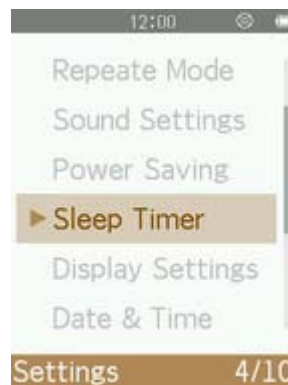 12:00
Repeate Mode
Sound Settings
Power Saving
Sleep Timer
Display Settings
Date & Time
Settings 4/10